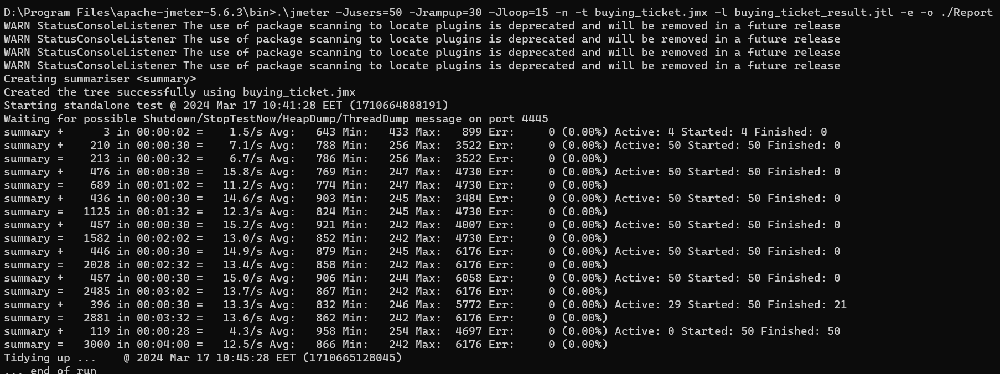 D:\Program Files\apache-jmeter-5.6.3\bin>.\jmeter -Jusers=50 -Jrampup=30 -Jloop=15 -n -t buying_ticket.jmx -l buying_ticket_result.jtl -e -o ./Report
WARN StatusConsoleListener The use of package scanning to locate plugins is deprecated and will be removed in a future release
WARN StatusConsoleListener The use of package scanning to locate plugins is deprecated and will be removed in a future release
WARN StatusConsoleListener The use of package scanning to locate plugins is deprecated and will be removed in a future release
WARN StatusConsoleListener The use of package scanning to locate plugins is deprecated and will be removed in a future release
Creating summariser <summary>
Created the tree successfully using buying_ticket.jmx
Starting standalone test @ 2024 Mar 17 10:41:28 EET (1710664888191)
Waiting for possible Shutdown/StopTestNow/HeapDump/ThreadDump message on port 4445
summary +      3 in 00:00:02 =    1.5/s Avg:   643 Min:   433 Max:   899 Err:     0 (0.00%) Active: 4 Started: 4 Finished: 0
summary +    210 in 00:00:30 =    7.1/s Avg:   788 Min:   256 Max:  3522 Err:     0 (0.00%) Active: 50 Started: 50 Finished: 0
summary =    213 in 00:00:32 =    6.7/s Avg:   786 Min:   256 Max:  3522 Err:     0 (0.00%)
summary +    476 in 00:00:30 =   15.8/s Avg:   769 Min:   247 Max:  4730 Err:     0 (0.00%) Active: 50 Started: 50 Finished: 0
summary =    689 in 00:01:02 =   11.2/s Avg:   774 Min:   247 Max:  4730 Err:     0 (0.00%)
summary +    436 in 00:00:30 =   14.6/s Avg:   903 Min:   245 Max:  3484 Err:     0 (0.00%) Active: 50 Started: 50 Finished: 0
summary =   1125 in 00:01:32 =   12.3/s Avg:   824 Min:   245 Max:  4730 Err:     0 (0.00%)
summary +    457 in 00:00:30 =   15.2/s Avg:   921 Min:   242 Max:  4007 Err:     0 (0.00%) Active: 50 Started: 50 Finished: 0
summary =   1582 in 00:02:02 =   13.0/s Avg:   852 Min:   242 Max:  4730 Err:     0 (0.00%)
summary +    446 in 00:00:30 =   14.9/s Avg:   879 Min:   245 Max:  6176 Err:     0 (0.00%) Active: 50 Started: 50 Finished: 0
summary =   2028 in 00:02:32 =   13.4/s Avg:   858 Min:   242 Max:  6176 Err:     0 (0.00%)
summary +    457 in 00:00:30 =   15.0/s Avg:   906 Min:   244 Max:  6058 Err:     0 (0.00%) Active: 50 Started: 50 Finished: 0
summary =   2485 in 00:03:02 =   13.7/s Avg:   867 Min:   242 Max:  6176 Err:     0 (0.00%)
summary +    396 in 00:00:30 =   13.3/s Avg:   832 Min:   246 Max:  5772 Err:     0 (0.00%) Active: 29 Started: 50 Finished: 21
summary =   2881 in 00:03:32 =   13.6/s Avg:   862 Min:   242 Max:  6176 Err:     0 (0.00%)
summary +    119 in 00:00:28 =    4.3/s Avg:   958 Min:   254 Max:  4697 Err:     0 (0.00%) Active: 0 Started: 50 Finished: 50
summary =   3000 in 00:04:00 =   12.5/s Avg:   866 Min:   242 Max:  6176 Err:     0 (0.00%)
Tidying up ...    @ 2024 Mar 17 10:45:28 EET (1710665128045)
... end of run